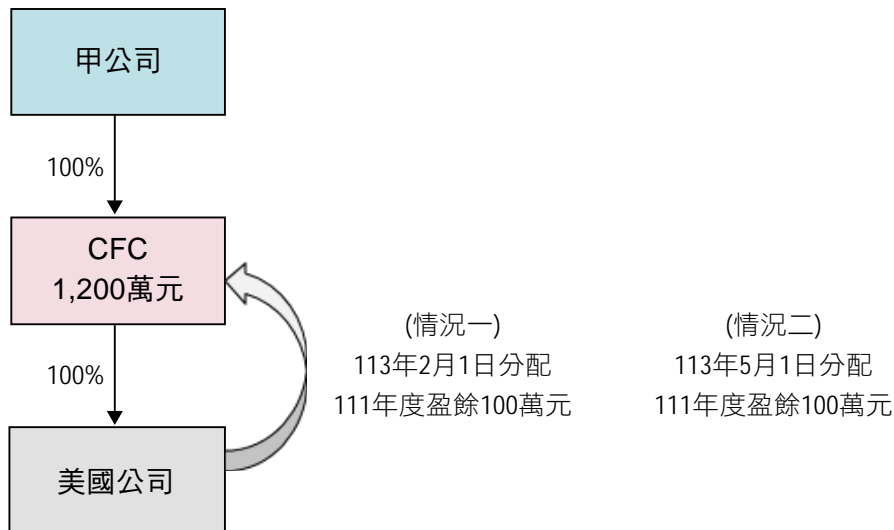 甲公司
100%
CFC
1,200萬元
100%
美國公司
(情況一)
113年2月1日分配
111年度盈餘100萬元
(情況二)
113年5月1日分配
111年度盈餘100萬元